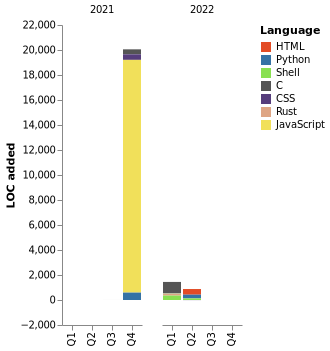 2021 2022
22,000
20,000
18,000
16,000
14,000
12,000
10,000
8,000
6,000
4,000
2,000
0
−2,000
LOC added
Q1 Q2 Q3 Q4 Q1 Q2 Q3 Q4
Language
HTML
Python
Shell
C
CSS
Rust
JavaScript